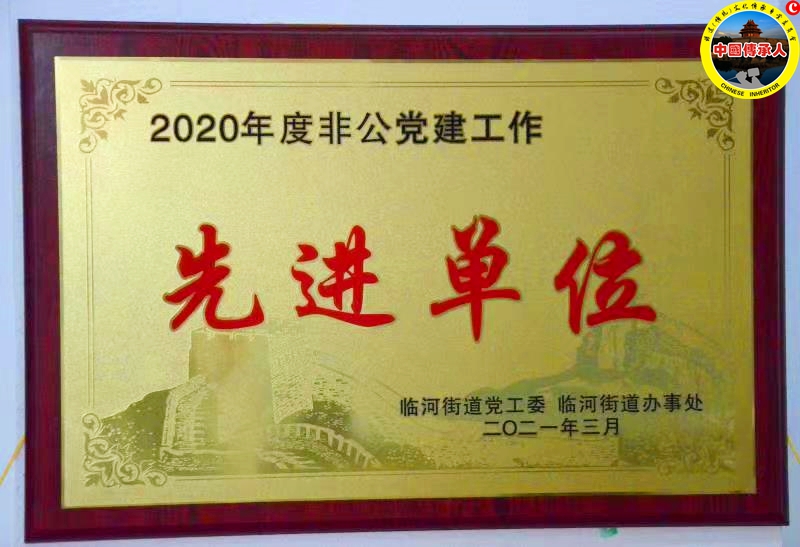 2020年度非公党建工作
先进单位
临河街道党工委 临河街道办事处
二〇二一年三月
中國傳承人
CHINESE INHERITOR
C